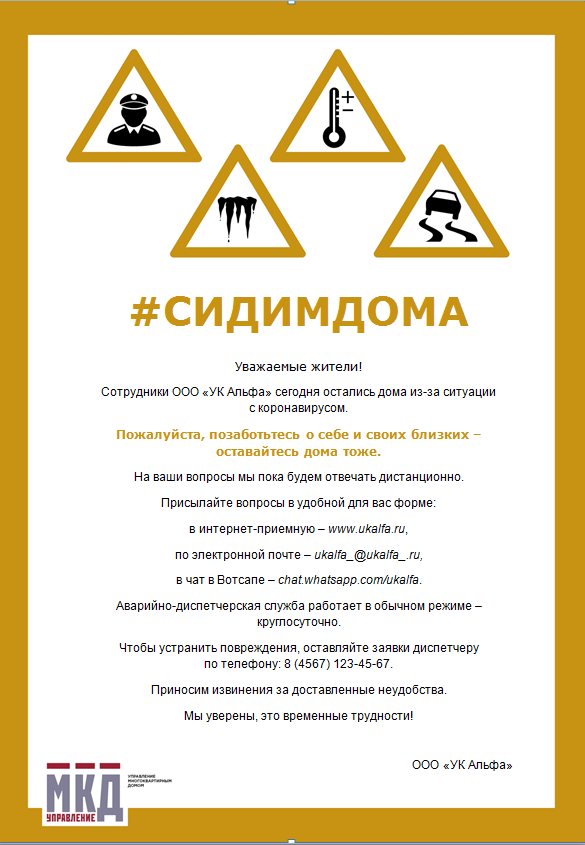 #СИДИМДОМА
Уважаемые жители!
Сотрудники ООО «УК Альфа» сегодня остались дома из-за ситуации
с коронавирусом.
Пожалуйста, позаботьтесь о себе и своих близких –
оставайтесь дома тоже.
На ваши вопросы мы пока будем отвечать дистанционно.
Присылайте вопросы в удобной для вас форме:
в интернет-приемную – www.ukalfa.ru,
по электронной почте – ukalfa_@ukalfa_.ru,
в чат в Вотсапе – chat.whatsapp.com/ukalfa.
Аварийно-диспетчерская служба работает в обычном режиме –
круглосуточно.
Чтобы устранить повреждения, оставляйте заявки диспетчеру
по телефону: 8 (4567) 123-45-67.
Приносим извинения за доставленные неудобства.
Мы уверены, это временные трудности!
ООО «УК Альфа»
МКД
УПРАВЛЕНИЕ
УПРАВЛЕНИЕ
МНОГОКВАРТИРНЫМ
ДОМОМ